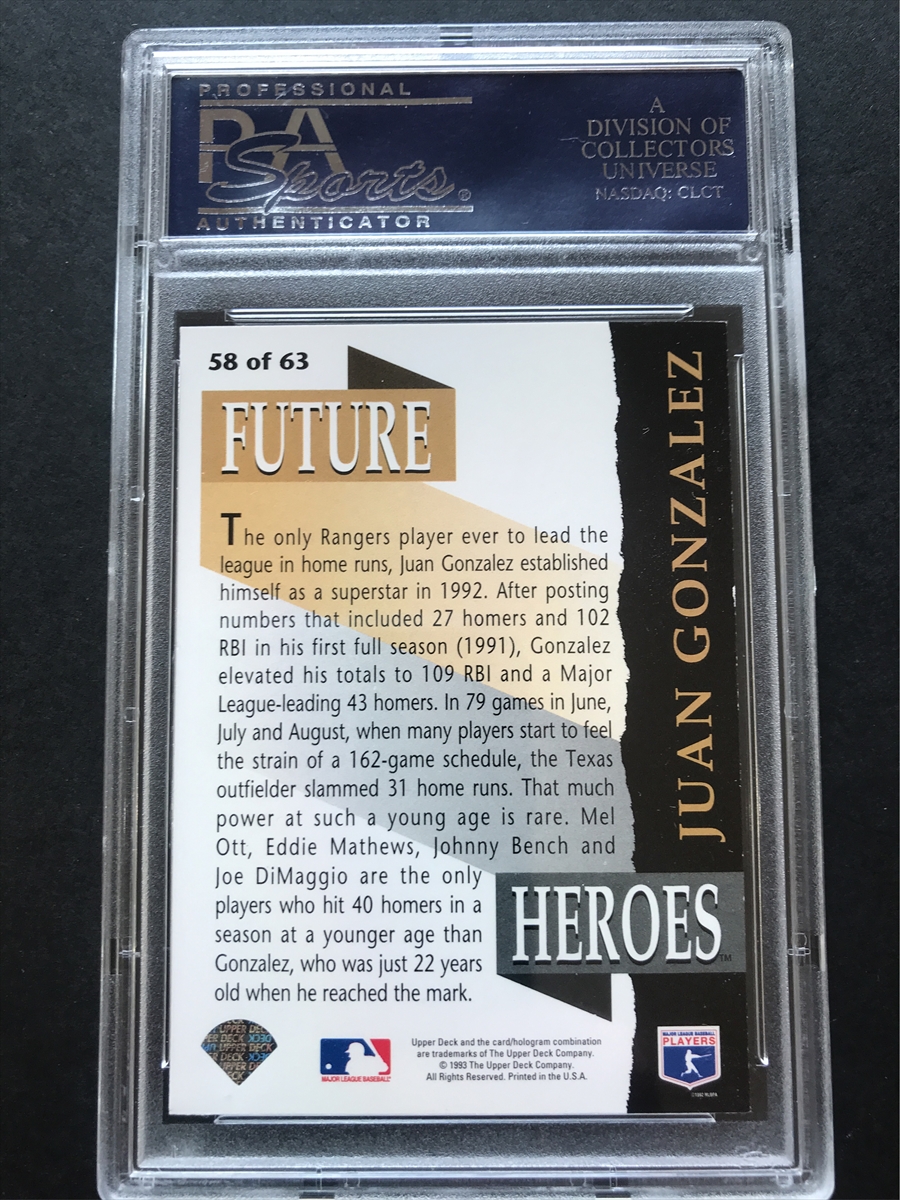 PROFESSIONAL
PSA
Sports®
AUTHENTICATOR
A
DIVISION OF
COLLECTORS
UNIVERSE
NASDAQ: CLCT
58 of 63
FUTURE
The only Rangers player ever to lead the
league in home runs, Juan Gonzalez established
himself as a superstar in 1992. After posting
numbers that included 27 homers and 102
RBI in his first full season (1991), Gonzalez
elevated his totals to 109 RBI and a Major
League-leading 43 homers. In 79 games in June,
July and August, when many players start to feel
the strain of a 162-game schedule, the Texas
outfielder slammed 31 home runs. That much
power at such a young age is rare. Mel
Ott, Eddie Mathews, Johnny Bench and
Joe DiMaggio are the only
players who hit 40 homers in a
season at a younger age than
Gonzalez, who was just 22 years
old when he reached the mark.
HEROES™
JUAN GONZALEZ
UPPER DECK
MAJOR LEAGUE BASEBALL
Upper Deck and the card/hologram combination
are trademarks of The Upper Deck Company.
© 1993 The Upper Deck Company.
All Rights Reserved. Printed in the U.S.A.
MAJOR LEAGUE BASEBALL
PLAYERS
©1992 MLBPA